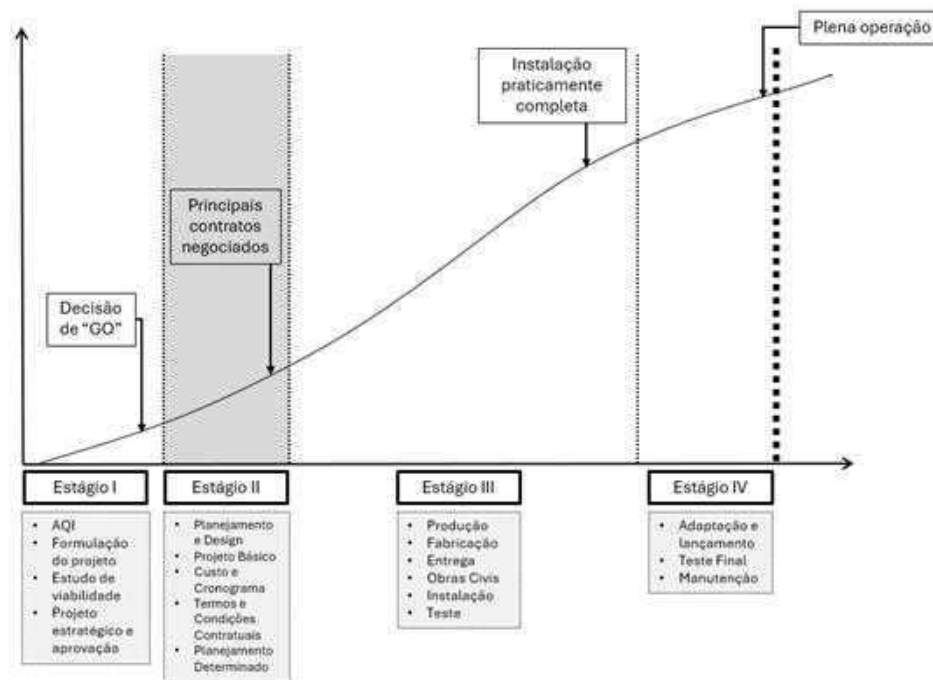 Plena operação
Instalação
praticamente
completa
Principais
contratos
negociados
Decisão
de “GO”
Estágio I
Estágio II
Estágio III
Estágio IV
• AQI
• Formulação
do projeto
• Estudo de
viabilidade
• Projeto
estratégico e
aprovação
• Planejamento
e Design
• Projeto Básico
• Custo e
Cronograma
• Termos e
Condições
Contratuais
• Planejamento
Determinado
• Produção
• Fabricação
• Entrega
• Obras Civis
• Instalação
• Teste
• Adaptação e
lançamento
• Teste Final
• Manutenção